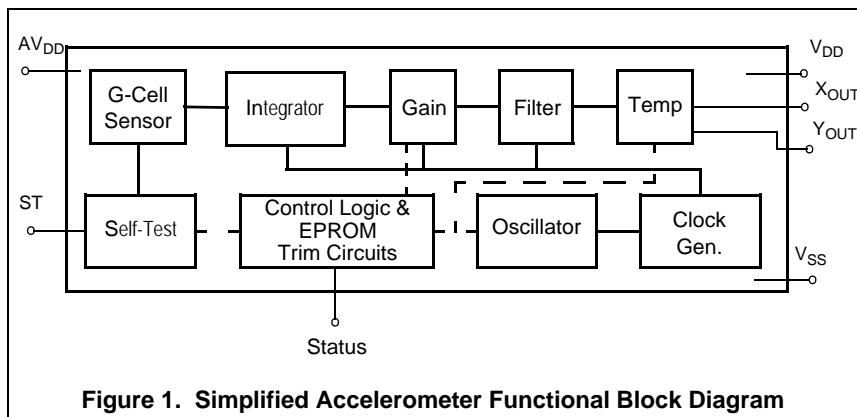 AVDD
VDD
G-Cell
Sensor
Integrator
Gain
Filter
Temp
XOUT
YOUT
ST
Self-Test
Control Logic &
EPROM
Trim Circuits
Oscillator
Clock
Gen.
VSS
Status
Figure 1. Simplified Accelerometer Functional Block Diagram